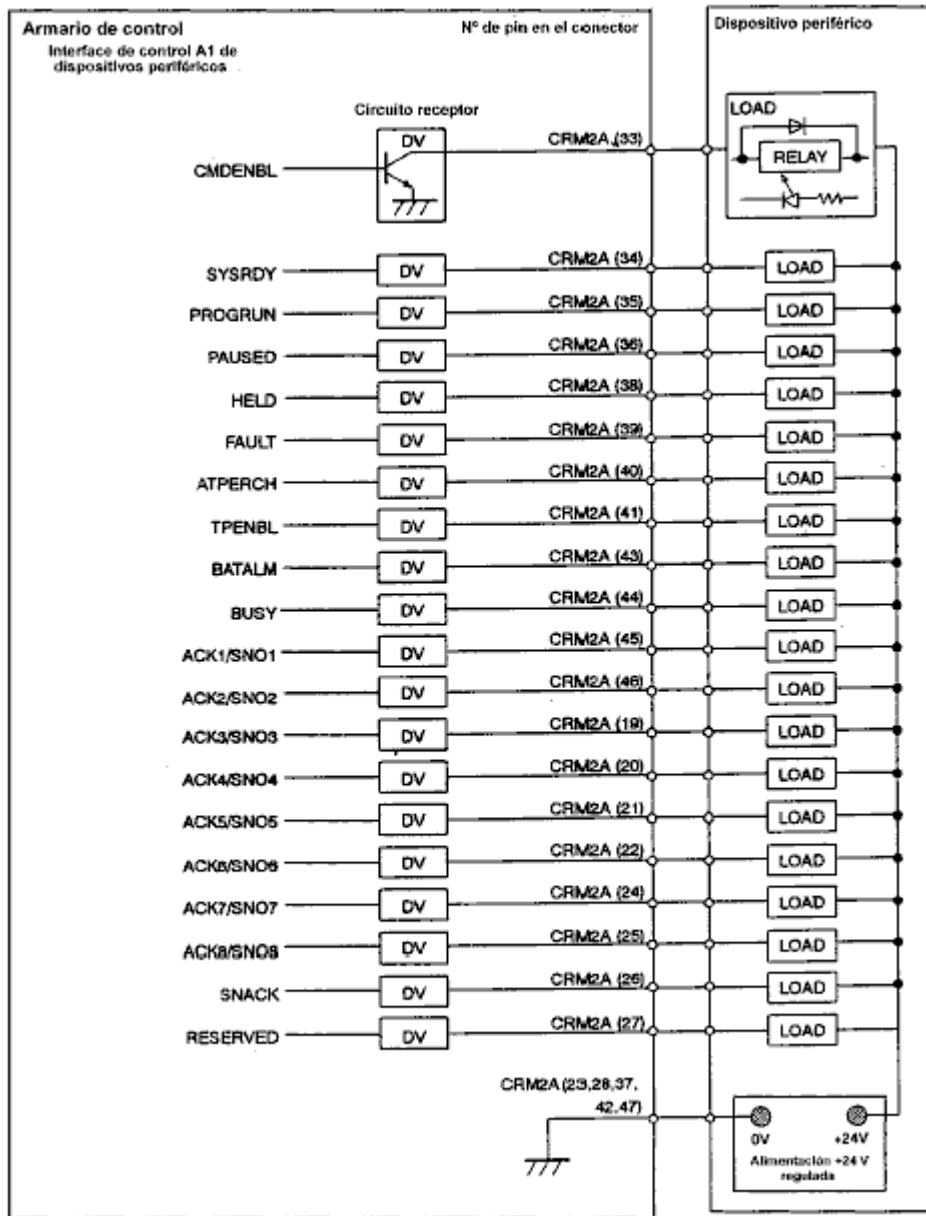 Armario de control
Nº de pin en el conector
Dispositivo periférico
Interface de control A1 de
dispositivos periféricos
Circuito receptor
LOAD
DV
CRM2A (33)
RELAY
CMDENBL
SYSRDY DV CRM2A (34) LOAD
PROGRUN DV CRM2A (35) LOAD
PAUSED DV CRM2A (36) LOAD
HELD DV CRM2A (38) LOAD
FAULT DV CRM2A (39) LOAD
ATPERCH DV CRM2A (40) LOAD
TPENBL DV CRM2A (41) LOAD
BATALM DV CRM2A (43) LOAD
BUSY DV CRM2A (44) LOAD
ACK1/SNO1 DV CRM2A (45) LOAD
ACK2/SNO2 DV CRM2A (46) LOAD
ACK3/SNO3 DV CRM2A (19) LOAD
ACK4/SNO4 DV CRM2A (20) LOAD
ACK5/SNO5 DV CRM2A (21) LOAD
ACK6/SNO6 DV CRM2A (22) LOAD
ACK7/SNO7 DV CRM2A (24) LOAD
ACK8/SNO8 DV CRM2A (25) LOAD
SNACK DV CRM2A (26) LOAD
RESERVED DV CRM2A (27) LOAD
CRM2A (23,28,37,
42,47)
0V +24V
Alimentación +24 V
regulada